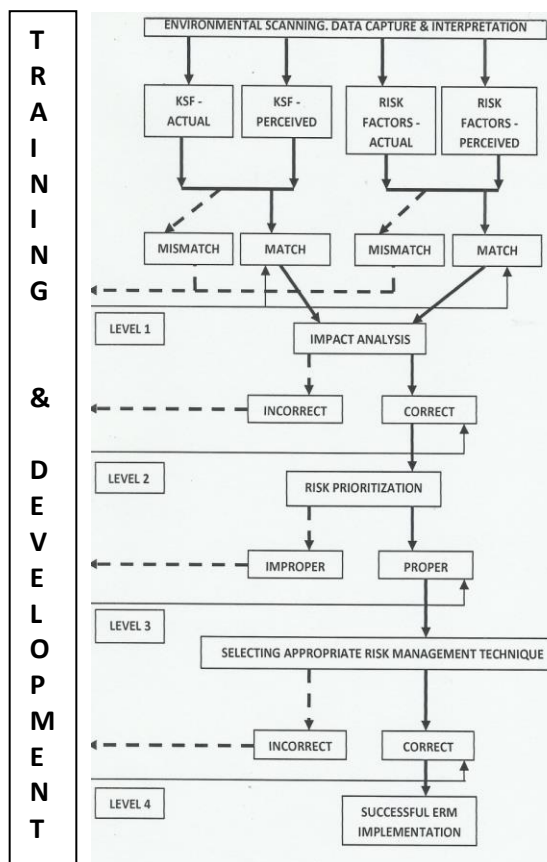 TRAINING
&
DEVELOPMENT
ENVIRONMENTAL SCANNING. DATA CAPTURE & INTERPRETATION
KSF -
ACTUAL
KSF -
PERCEIVED
RISK
FACTORS -
ACTUAL
RISK
FACTORS -
PERCEIVED
MISMATCH
MATCH
MISMATCH
MATCH
LEVEL 1
IMPACT ANALYSIS
INCORRECT
CORRECT
LEVEL 2
RISK PRIORITIZATION
IMPROPER
PROPER
LEVEL 3
SELECTING APPROPRIATE RISK MANAGEMENT TECHNIQUE
INCORRECT
CORRECT
LEVEL 4
SUCCESSFUL ERM
IMPLEMENTATION